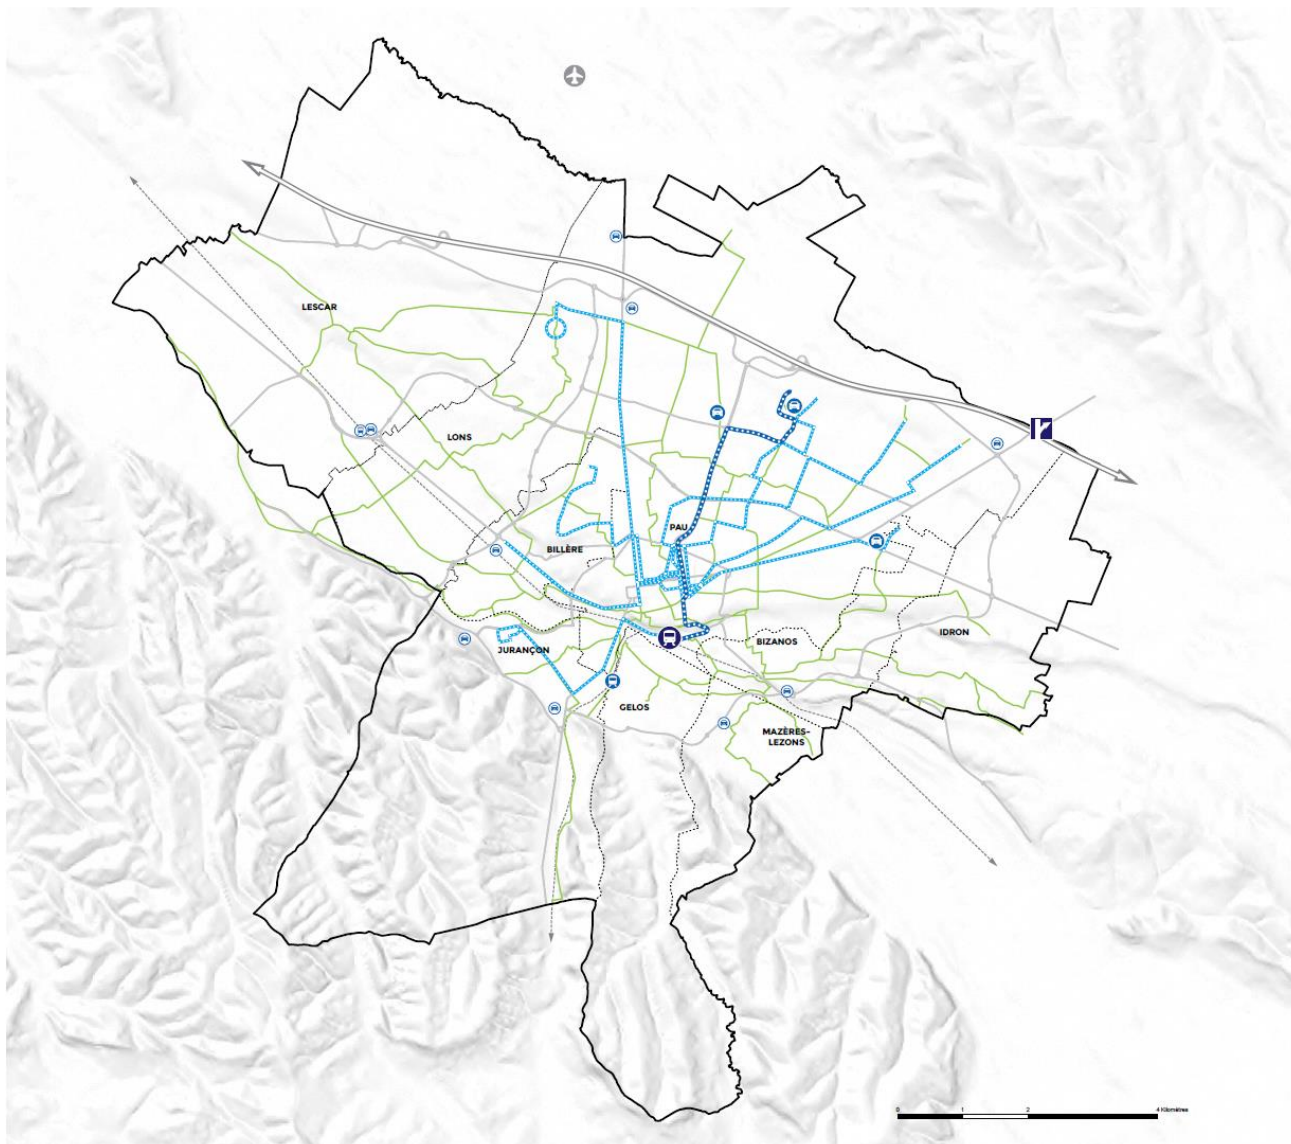 LESCAR
LONS
PAU
BILLÈRE
IDRON
BIZANOS
JURANÇON
GELOS
MAZÈRES-
LEZONS
0 1 2 4 Kilomètres